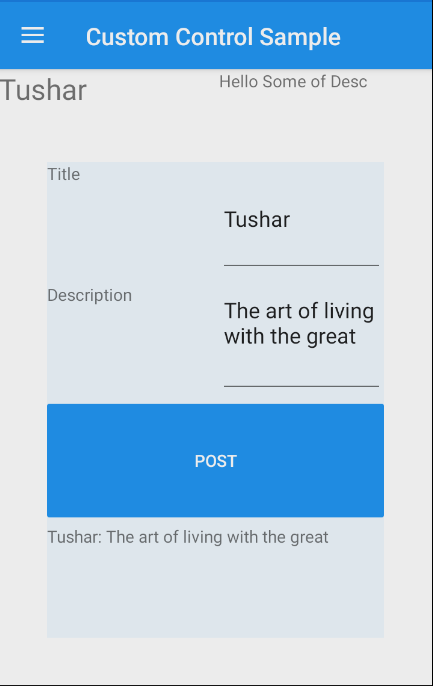 Custom Control Sample
Tushar
Hello Some of Desc
Title
Tushar
Description
The art of living
with the great
POST
Tushar: The art of living with the great